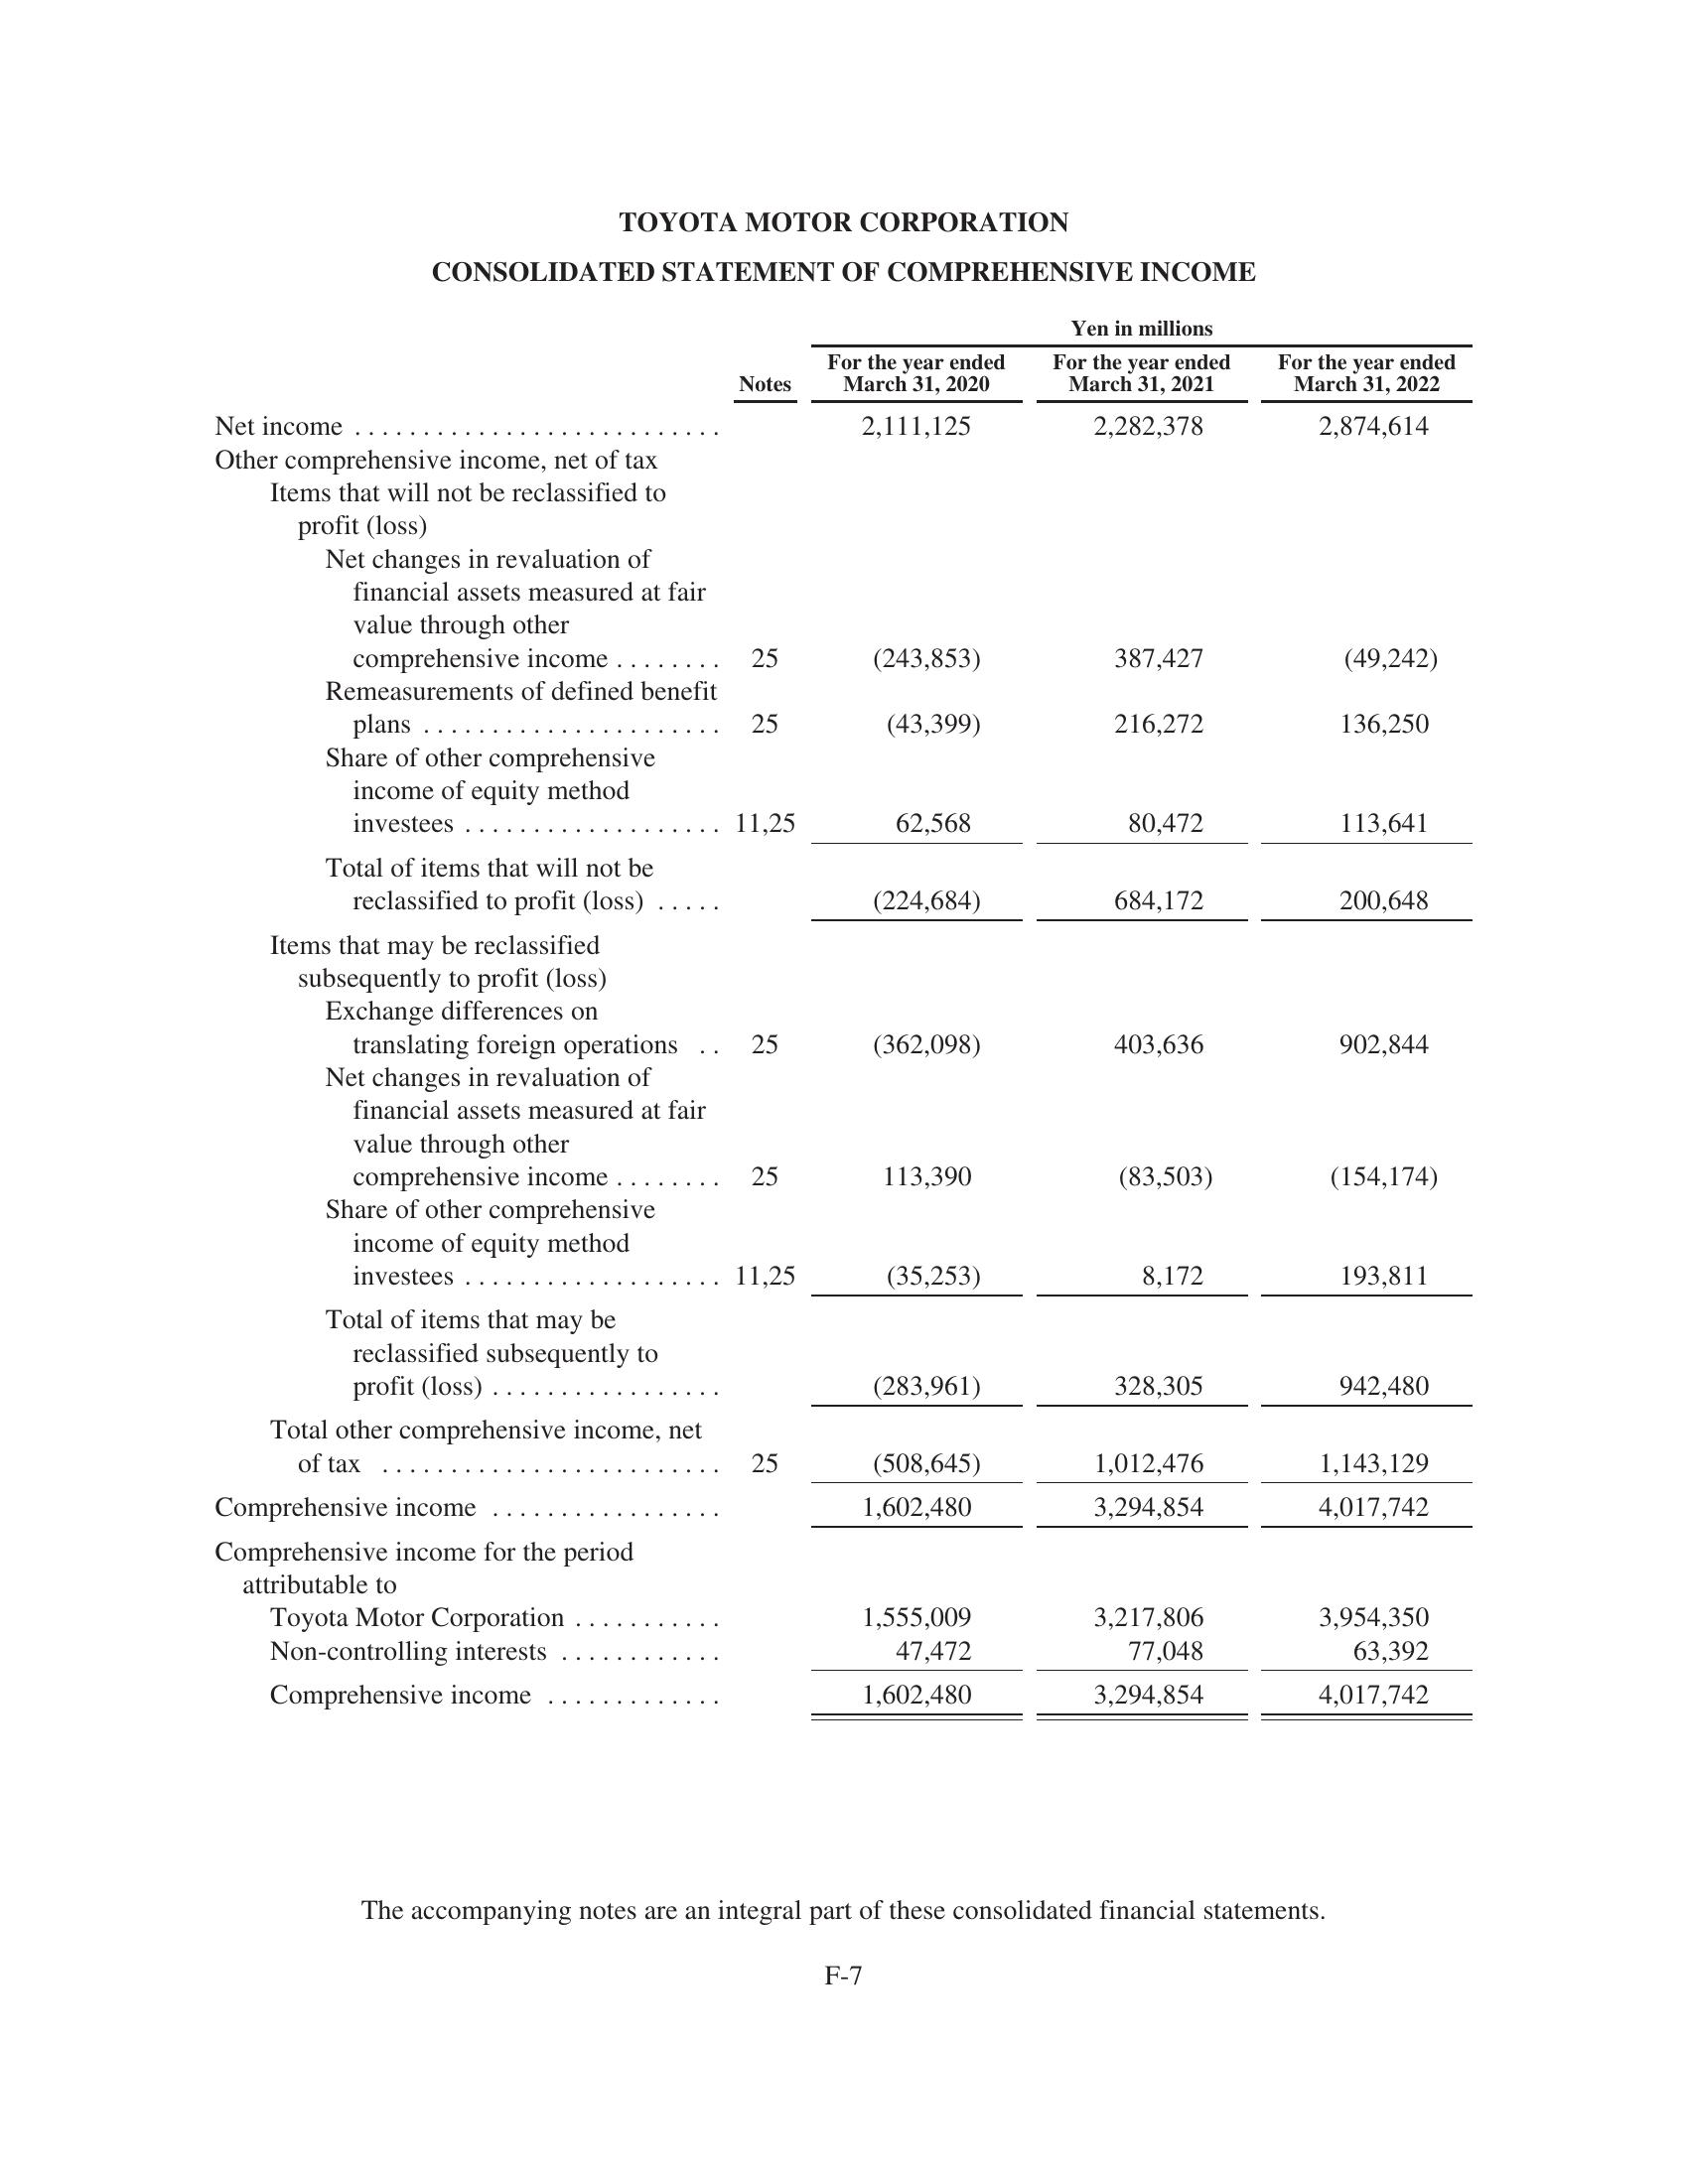 TOYOTA MOTOR CORPORATION
CONSOLIDATED STATEMENT OF COMPREHENSIVE INCOME
Yen in millions
Notes For the year ended March 31, 2020 For the year ended March 31, 2021 For the year ended March 31, 2022
Net income ........................... 2,111,125 2,282,378 2,874,614
Other comprehensive income, net of tax
Items that will not be reclassified to
profit (loss)
Net changes in revaluation of
financial assets measured at fair
value through other
comprehensive income ........ 25 (243,853) 387,427 (49,242)
Remeasurements of defined benefit
plans ...................... 25 (43,399) 216,272 136,250
Share of other comprehensive
income of equity method
investees ................... 11,25 62,568 80,472 113,641
Total of items that will not be
reclassified to profit (loss) ..... (224,684) 684,172 200,648
Items that may be reclassified
subsequently to profit (loss)
Exchange differences on
translating foreign operations .. 25 (362,098) 403,636 902,844
Net changes in revaluation of
financial assets measured at fair
value through other
comprehensive income ........ 25 113,390 (83,503) (154,174)
Share of other comprehensive
income of equity method
investees ................... 11,25 (35,253) 8,172 193,811
Total of items that may be
reclassified subsequently to
profit (loss) ................. (283,961) 328,305 942,480
Total other comprehensive income, net
of tax ......................... 25 (508,645) 1,012,476 1,143,129
Comprehensive income ................. 1,602,480 3,294,854 4,017,742
Comprehensive income for the period
attributable to
Toyota Motor Corporation ........... 1,555,009 3,217,806 3,954,350
Non-controlling interests ............ 47,472 77,048 63,392
Comprehensive income ............. 1,602,480 3,294,854 4,017,742
The accompanying notes are an integral part of these consolidated financial statements.
F-7